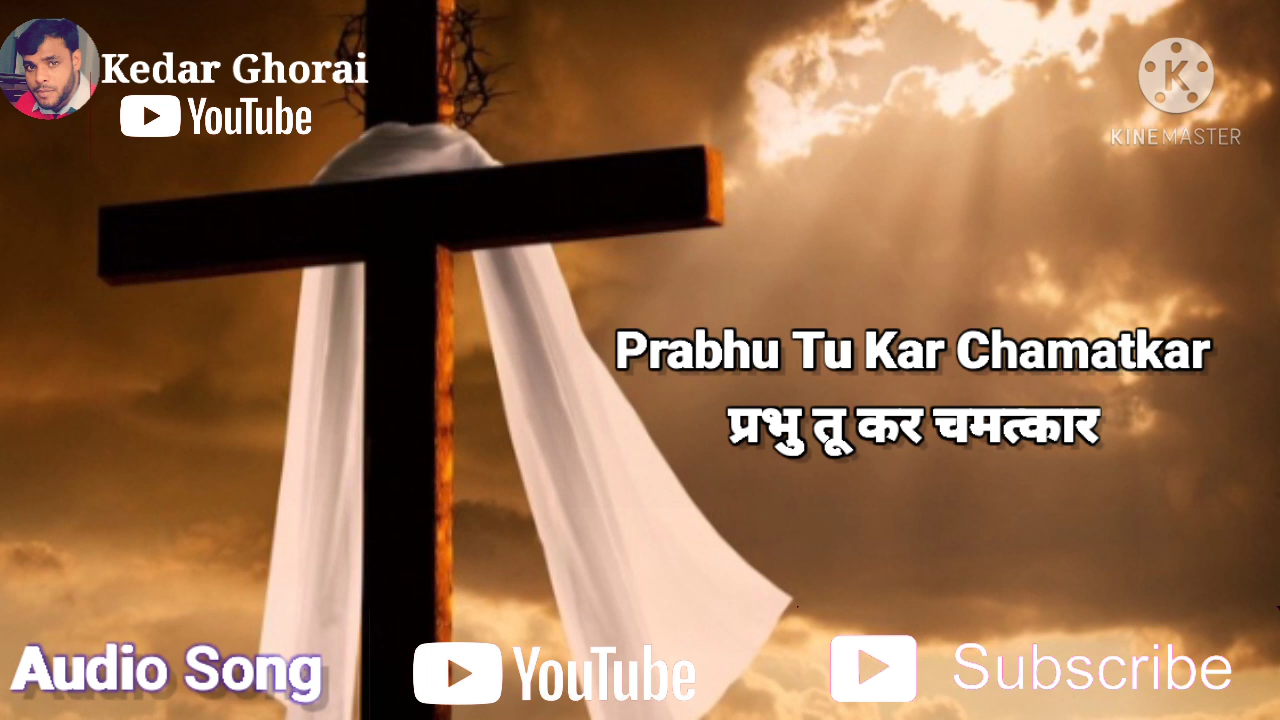 Kedar Ghorai
YouTube
KINEMASTER
Prabhu Tu Kar Chamatkar
प्रभु तू कर चमत्कार
Audio Song
YouTube
Subscribe